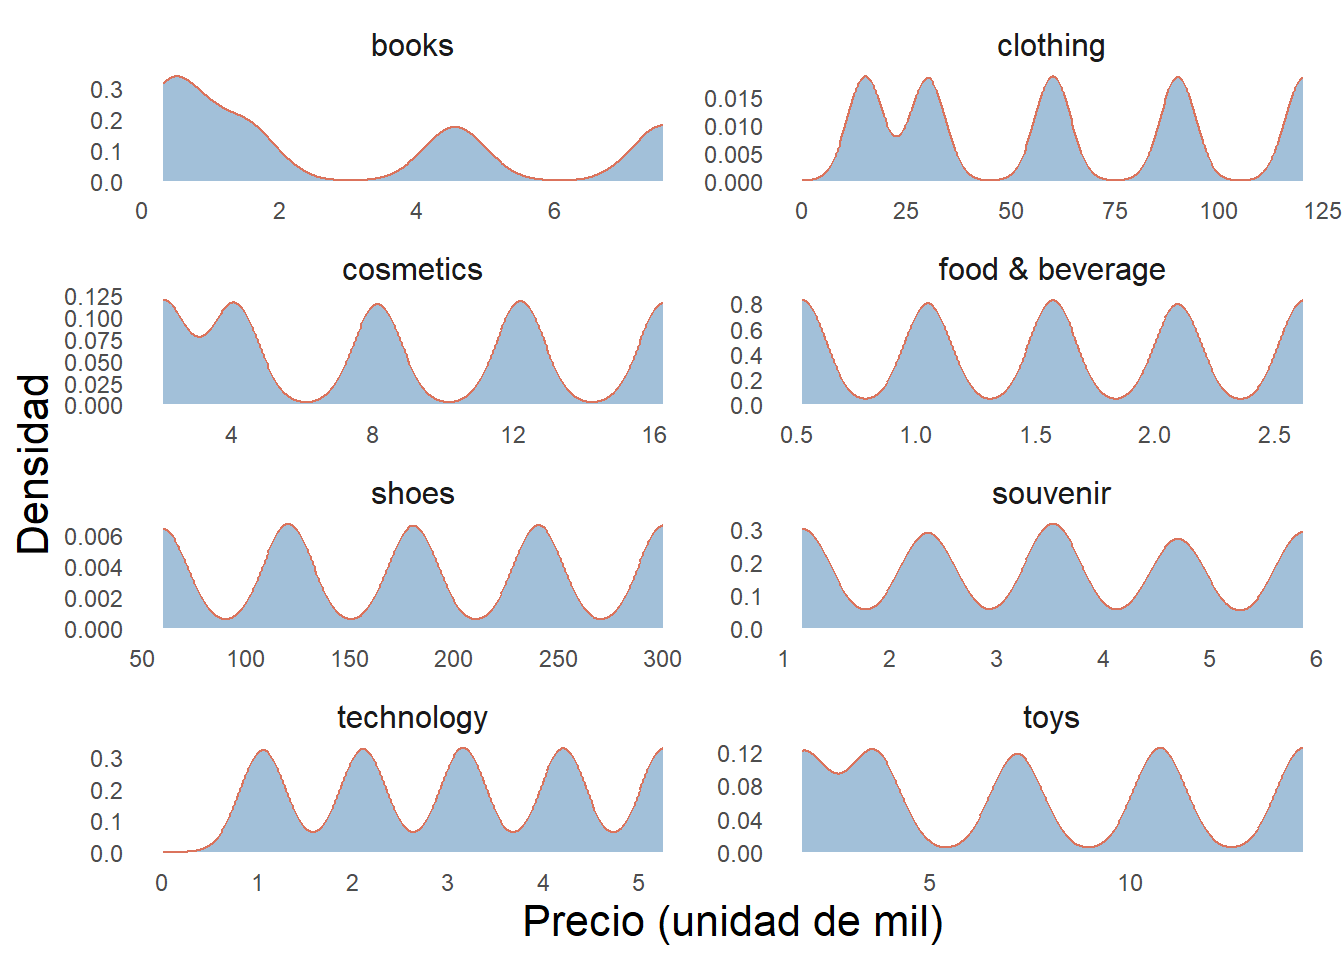 books
0.3
0.2
0.1
0.0
0 2 4 6
clothing
0.015
0.010
0.005
0.000
0 25 50 75 100 125
cosmetics
0.125
0.100
0.075
0.050
0.025
0.000
4 8 12 16
food & beverage
0.8
0.6
0.4
0.2
0.0
0.5 1.0 1.5 2.0 2.5
Densidad
shoes
0.006
0.004
0.002
0.000
50 100 150 200 250 300
souvenir
0.3
0.2
0.1
0.0
1 2 3 4 5 6
technology
0.3
0.2
0.1
0.0
0 1 2 3 4 5
toys
0.12
0.08
0.04
0.00
5 10
Precio (unidad de mil)